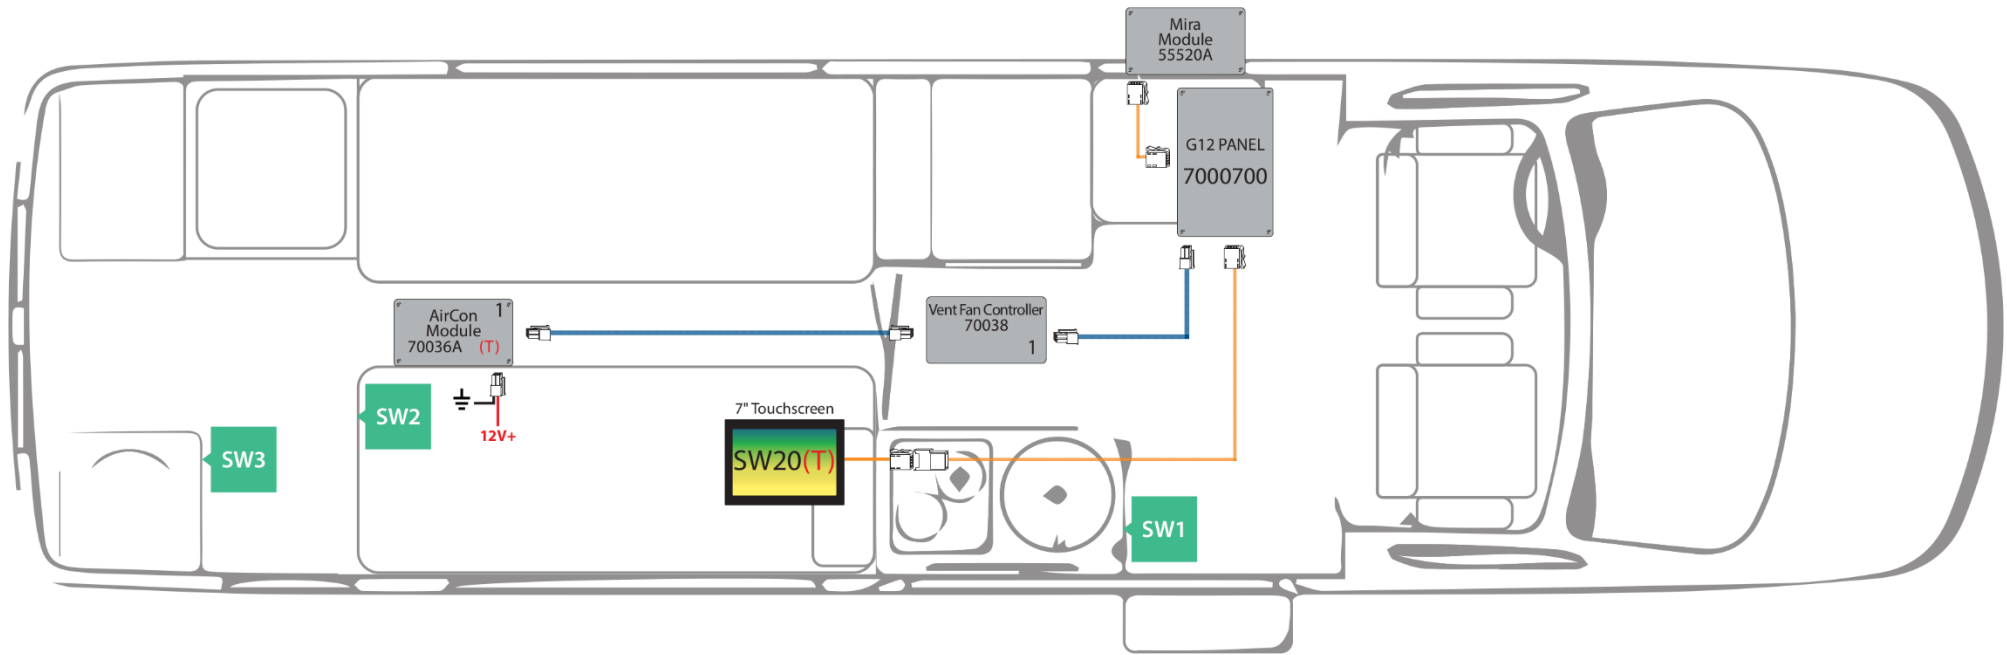 Mira
Module
55520A
G12 PANEL
7000700
AirCon 1
Module
70036A (T)
Vent Fan Controller
70038
1
12V+
7" Touchscreen
SW20(T)
SW2
SW3
SW1